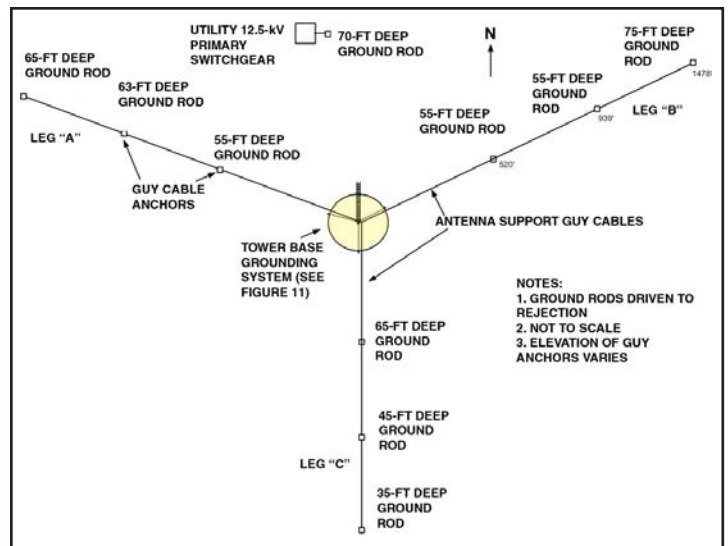 UTILITY 12.5-kV
PRIMARY
SWITCHGEAR
70-FT DEEP
GROUND ROD
N
75-FT DEEP
GROUND
ROD
1478'
65-FT DEEP
GROUND ROD
63-FT DEEP
GROUND ROD
55-FT DEEP
GROUND
ROD
939'
LEG "B"
LEG "A"
55-FT DEEP
GROUND ROD
55-FT DEEP
GROUND ROD
520'
GUY CABLE
ANCHORS
ANTENNA SUPPORT GUY CABLES
TOWER BASE
GROUNDING
SYSTEM (SEE
FIGURE 11)
NOTES:
1. GROUND RODS DRIVEN TO
REJECTION
2. NOT TO SCALE
3. ELEVATION OF GUY
ANCHORS VARIES
65-FT DEEP
GROUND
ROD
45-FT DEEP
GROUND
ROD
LEG "C"
35-FT DEEP
GROUND
ROD